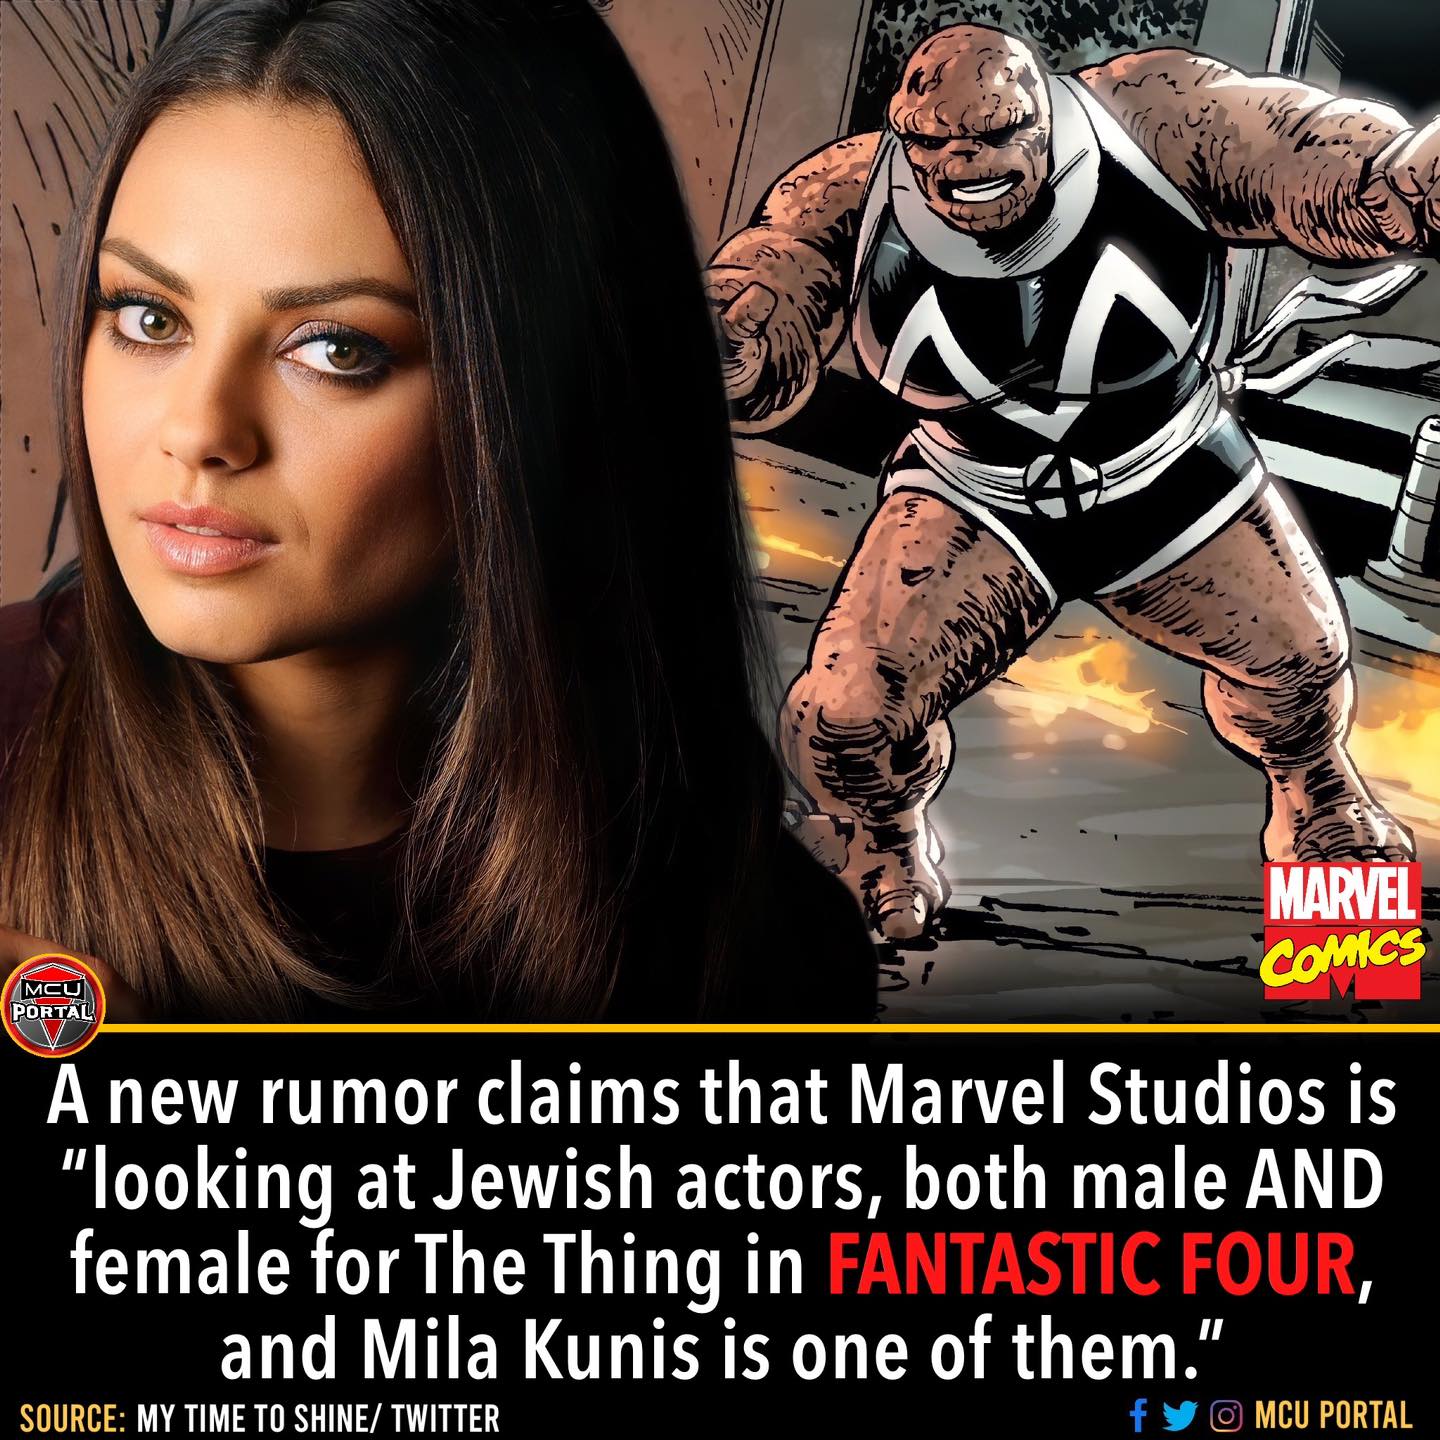 MARVEL
COMICS
MCU
PORTAL
A new rumor claims that Marvel Studios is
“looking at Jewish actors, both male AND
female for The Thing in FANTASTIC FOUR,
and Mila Kunis is one of them.”
SOURCE: MY TIME TO SHINE/ TWITTER
MCU PORTAL